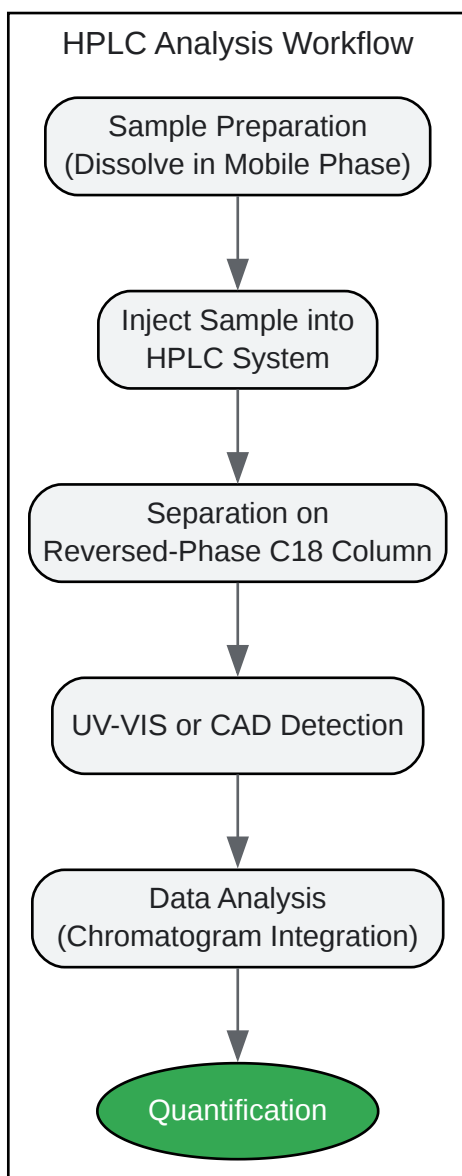 HPLC Analysis Workflow
Sample Preparation
(Dissolve in Mobile Phase)
Inject Sample into
HPLC System
Separation on
Reversed-Phase C18 Column
UV-VIS or CAD Detection
Data Analysis
(Chromatogram Integration)
Quantification